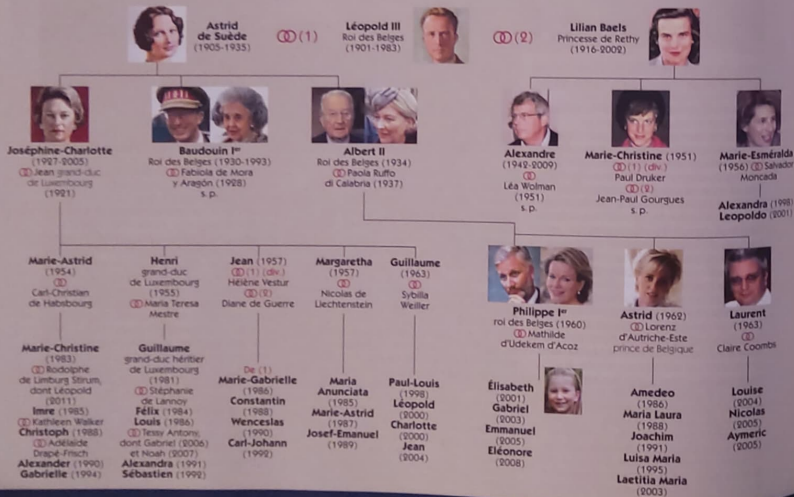 Astrid
de Suède
(1905-1935)
(1)
Léopold III
Roi des Belges
(1901-1983)
(2)
Lilian Baels
Princesse de Rethy
(1916-2002)
Joséphine-Charlotte
(1927-2005)
Jean grand-duc
de Luxembourg
(1921)
Baudouin Iᵉʳ
Roi des Belges (1930-1993)
Fabiola de Mora
y Aragón (1928)
s.p.
Albert II
Roi des Belges (1934)
Paola Ruffo
di Calabria (1937)
Alexandre
(1942-2009)
Léa Wolman
(1951)
s.p.
Marie-Christine (1951)
(1) (div.)
Paul Druker
(2)
Jean-Paul Gourgues
s.p.
Marie-Esméralda
(1956) Salvador
Moncada
Alexandra (1998)
Leopoldo (2001)
Marie-Astrid
(1954)
Carl-Christian
de Habsbourg
Henri
grand-duc
de Luxembourg
(1955)
Maria Teresa
Mestre
Jean (1957)
(1) (div.)
Hélène Vestur
(2)
Diane de Guerre
Margaretha
(1957)
Nicolas de
Liechtenstein
Guillaume
(1963)
Sybilla
Weiller
Philippe Iᵉʳ
roi des Belges (1960)
Mathilde
d'Udekem d'Acoz
Astrid (1962)
Lorenz
d'Autriche-Este
prince de Belgique
Laurent
(1963)
Claire Coombs
Marie-Christine
(1983)
Rodolphe
de Limburg Stirum,
dont Léopold
(2011)
Imre (1985)
Kathleen Walker
Christoph (1988)
Adélaïde
Drapé-Frisch
Alexander (1990)
Gabrielle (1994)
Guillaume
grand-duc héritier
de Luxembourg
(1981)
Stéphanie
de Lannoy
Félix (1984)
Louis (1986)
Tessy Antony,
dont Gabriel (2006)
et Noah (2007)
Alexandra (1991)
Sébastien (1992)
De (1)
Marie-Gabrielle
(1986)
Constantin
(1988)
Wenceslas
(1990)
Carl-Johann
(1992)
Maria
Anunciata
(1985)
Marie-Astrid
(1987)
Josef-Emanuel
(1989)
Paul-Louis
(1998)
Léopold
(2000)
Charlotte
(2000)
Jean
(2004)
Élisabeth
(2001)
Gabriel
(2003)
Emmanuel
(2005)
Eléonore
(2008)
Amedeo
(1986)
Maria Laura
(1988)
Joachim
(1991)
Luisa Maria
(1995)
Laetitia Maria
(2003)
Louise
(2004)
Nicolas
(2005)
Aymeric
(2005)